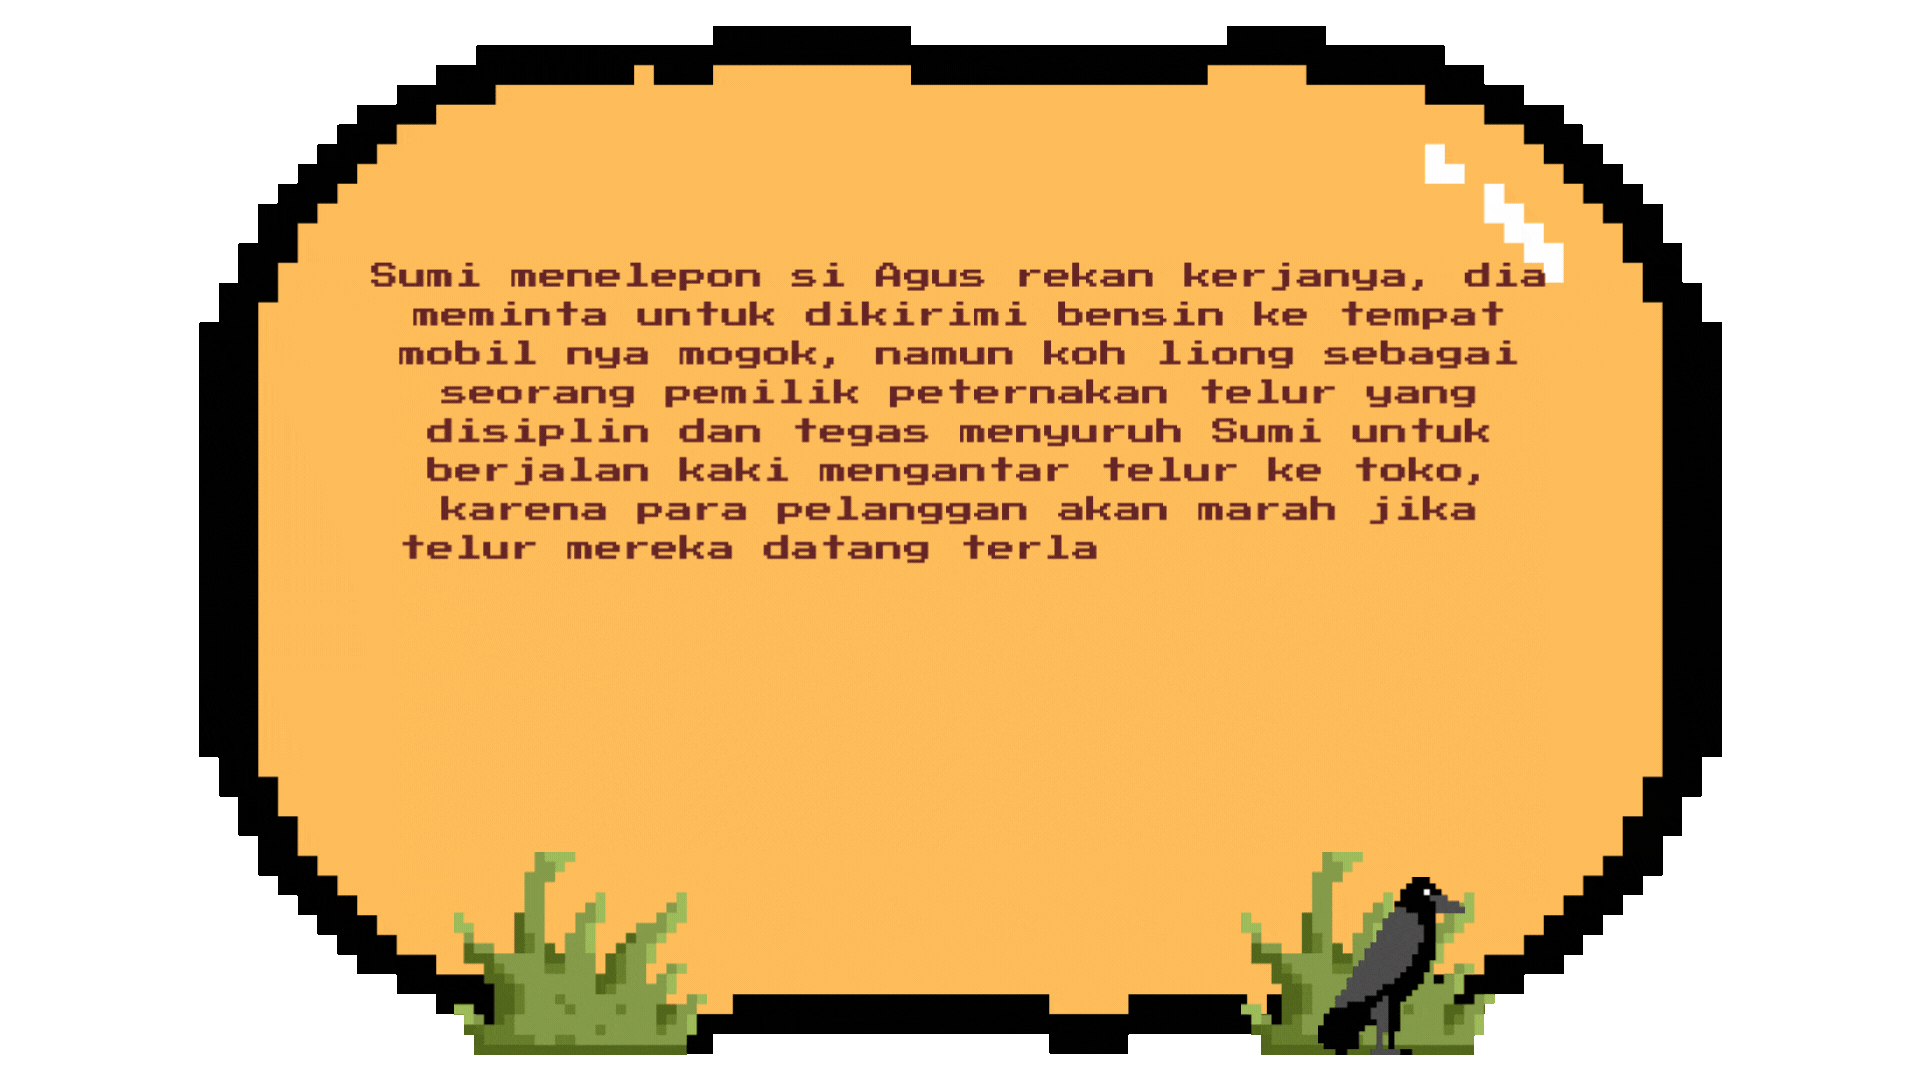 Sumi menelepon si Agus rekan kerjanya, dia
meminta untuk dikirimi bensin ke tempat
mobil nya mogok, namun koh liong sebagai
seorang pemilik peternakan telur yang
disiplin dan tegas menyuruh Sumi untuk
berjalan kaki mengantar telur ke toko,
karena para pelanggan akan marah jika
telur mereka datang terla